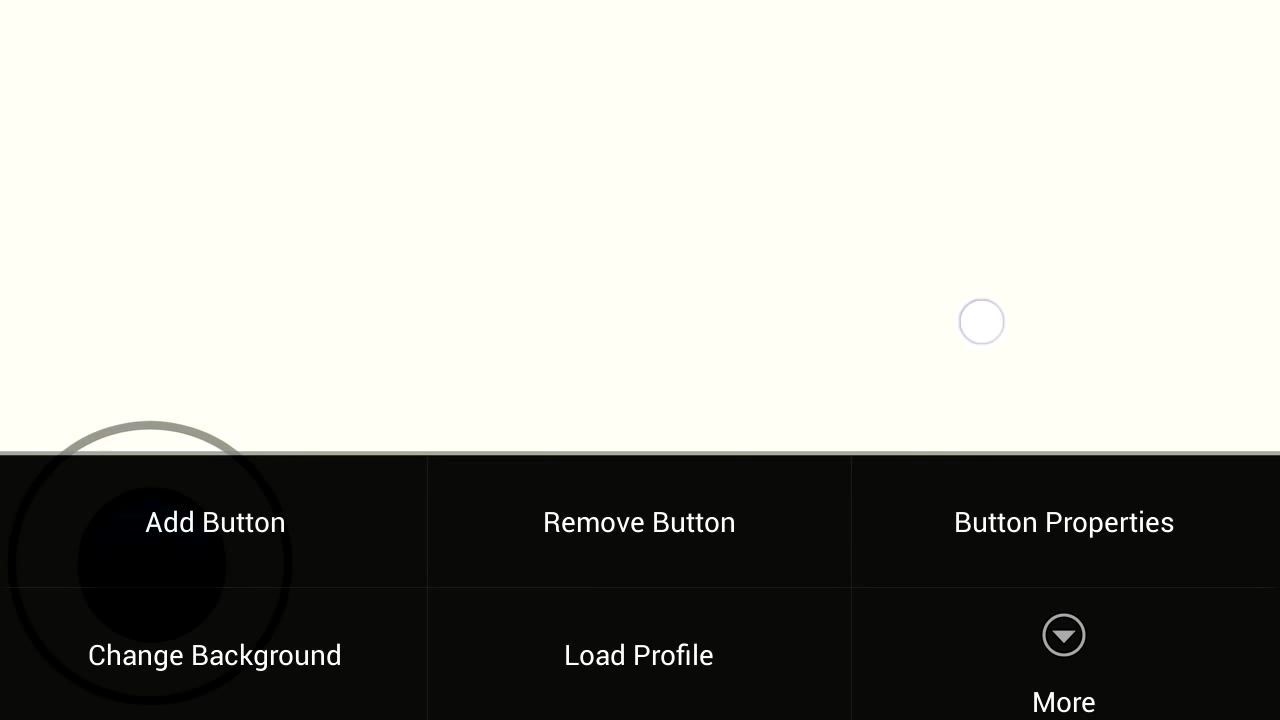 Add Button
Remove Button
Button Properties
Change Background
Load Profile
More